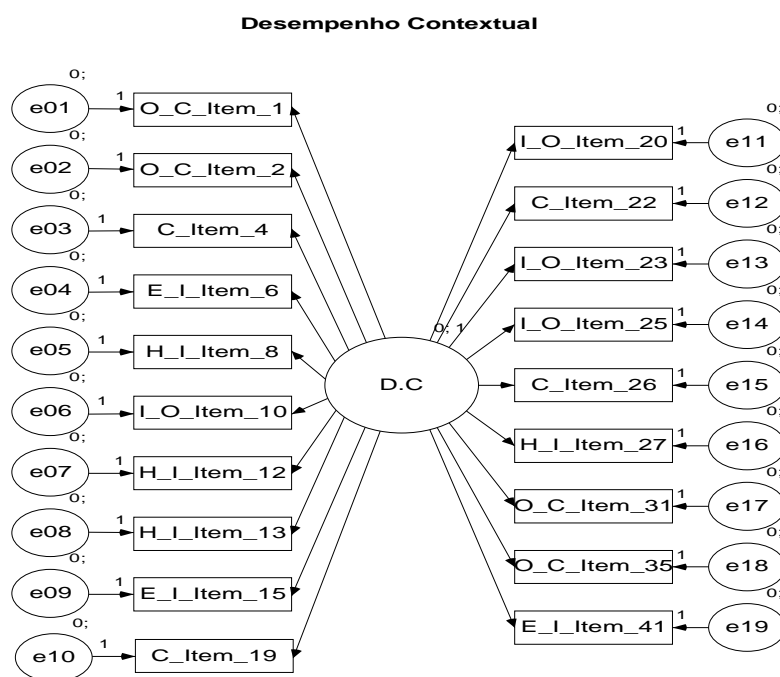 Desempenho Contextual
0;
e01 1 O_C_Item_1
0;
e02 1 O_C_Item_2
0;
e03 1 C_Item_4
0;
e04 1 E_I_Item_6
0;
e05 1 H_I_Item_8
0;
e06 1 I_O_Item_10
0;
e07 1 H_I_Item_12
0;
e08 1 H_I_Item_13
0;
e09 1 E_I_Item_15
0;
e10 1 C_Item_19
0; 1
D.C
0;
I_O_Item_20 1 e11
0;
C_Item_22 1 e12
0;
I_O_Item_23 1 e13
0;
I_O_Item_25 1 e14
0;
C_Item_26 1 e15
0;
H_I_Item_27 1 e16
0;
O_C_Item_31 1 e17
0;
O_C_Item_35 1 e18
0;
E_I_Item_41 1 e19